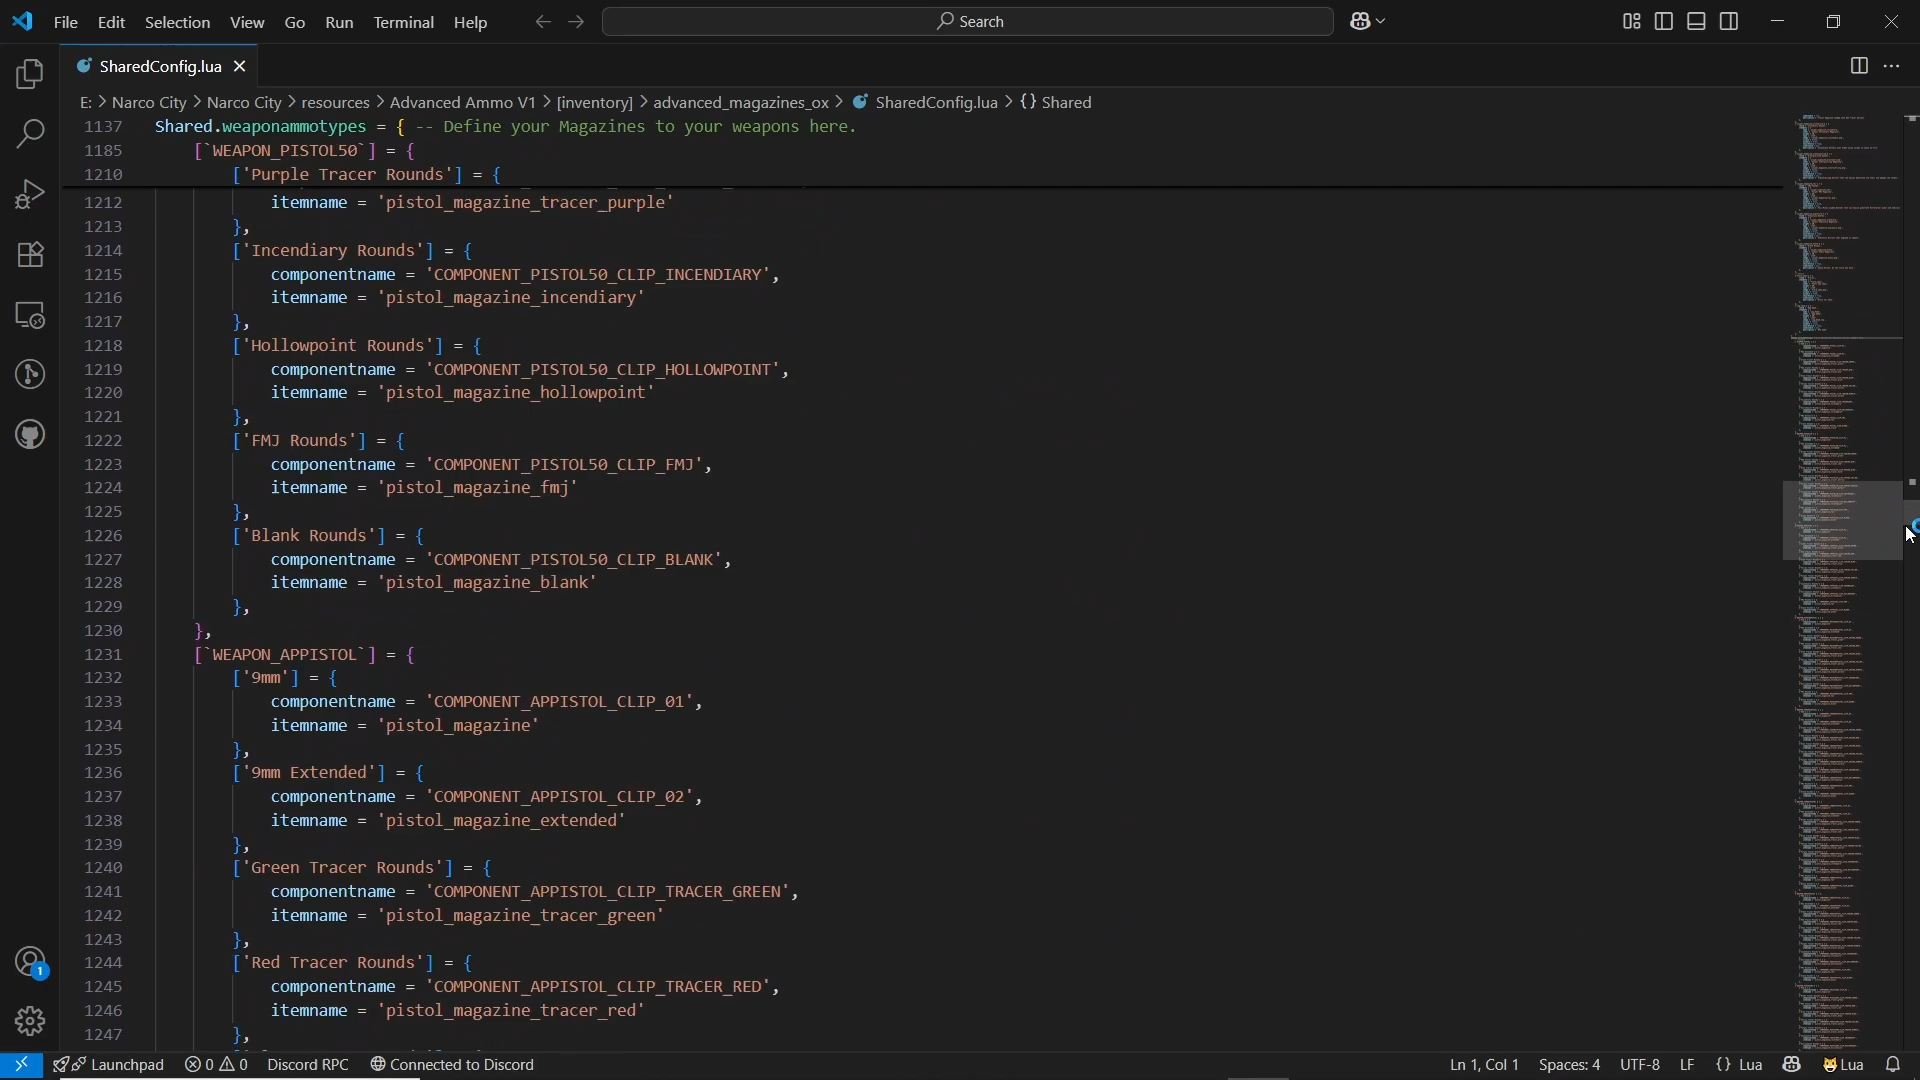 File Edit Selection View Go Run Terminal Help
Search
SharedConfig.lua
E: > Narco City > Narco City > resources > Advanced Ammo V1 > [inventory] > advanced_magazines_ox > SharedConfig.lua > {} Shared
1137 Shared.weaponammotypes = { -- Define your Magazines to your weapons here.
1185 [`WEAPON_PISTOL50`] = {
1210 ['Purple Tracer Rounds'] = {
1212 itemname = 'pistol_magazine_tracer_purple'
1213 },
1214 ['Incendiary Rounds'] = {
1215 componentname = 'COMPONENT_PISTOL50_CLIP_INCENDIARY',
1216 itemname = 'pistol_magazine_incendiary'
1217 },
1218 ['Hollowpoint Rounds'] = {
1219 componentname = 'COMPONENT_PISTOL50_CLIP_HOLLOWPOINT',
1220 itemname = 'pistol_magazine_hollowpoint'
1221 },
1222 ['FMJ Rounds'] = {
1223 componentname = 'COMPONENT_PISTOL50_CLIP_FMJ',
1224 itemname = 'pistol_magazine_fmj'
1225 },
1226 ['Blank Rounds'] = {
1227 componentname = 'COMPONENT_PISTOL50_CLIP_BLANK',
1228 itemname = 'pistol_magazine_blank'
1229 },
1230 },
1231 [`WEAPON_APPISTOL`] = {
1232 ['9mm'] = {
1233 componentname = 'COMPONENT_APPISTOL_CLIP_01',
1234 itemname = 'pistol_magazine'
1235 },
1236 ['9mm Extended'] = {
1237 componentname = 'COMPONENT_APPISTOL_CLIP_02',
1238 itemname = 'pistol_magazine_extended'
1239 },
1240 ['Green Tracer Rounds'] = {
1241 componentname = 'COMPONENT_APPISTOL_CLIP_TRACER_GREEN',
1242 itemname = 'pistol_magazine_tracer_green'
1243 },
1244 ['Red Tracer Rounds'] = {
1245 componentname = 'COMPONENT_APPISTOL_CLIP_TRACER_RED',
1246 itemname = 'pistol_magazine_tracer_red'
1247 },
1
Launchpad 0 0 Discord RPC Connected to Discord Ln 1, Col 1 Spaces: 4 UTF-8 LF {} Lua Lua